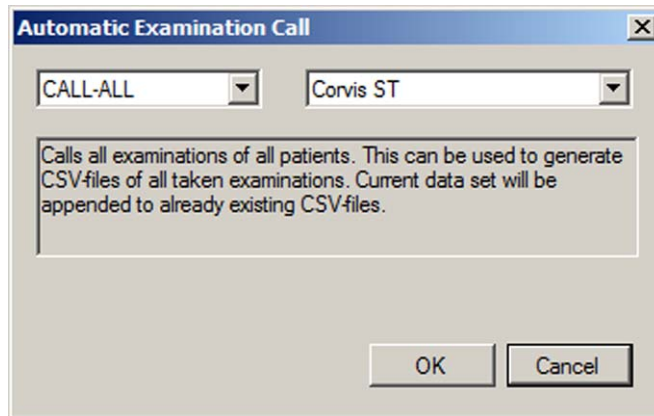 Automatic Examination Call
CALL-ALL
Corvis ST
Calls all examinations of all patients. This can be used to generate
CSV-files of all taken examinations. Current data set will be
appended to already existing CSV-files.
OK
Cancel